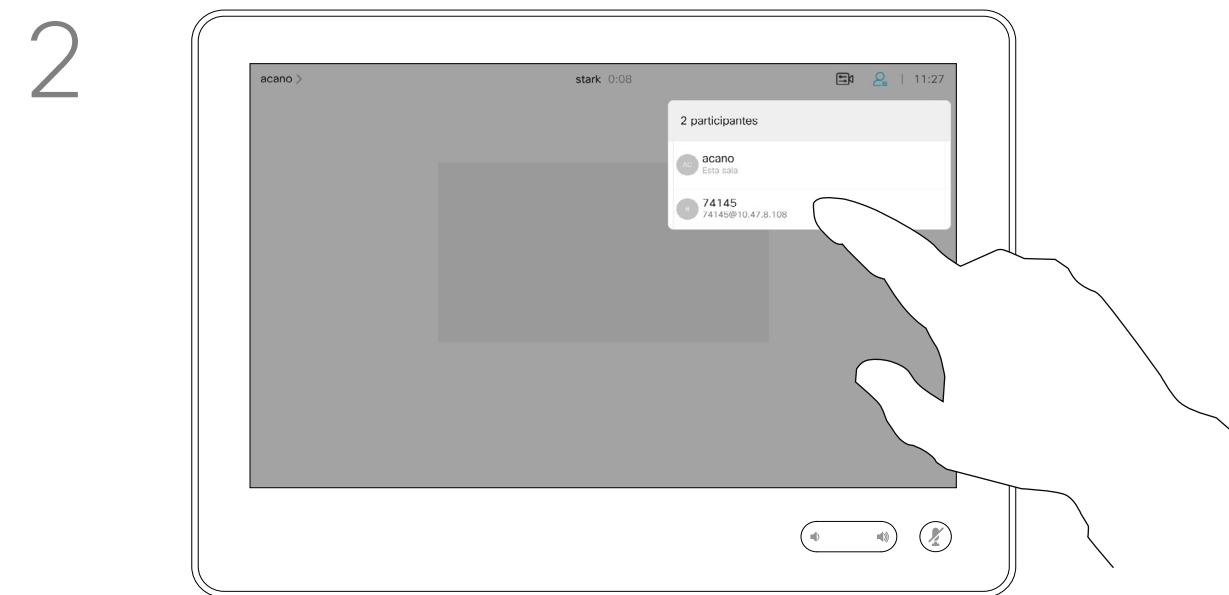 2
acano >
stark 0:08
| 11:27
2 participantes
AC
acano
Esta sala
74145
74145@10.47.8.108